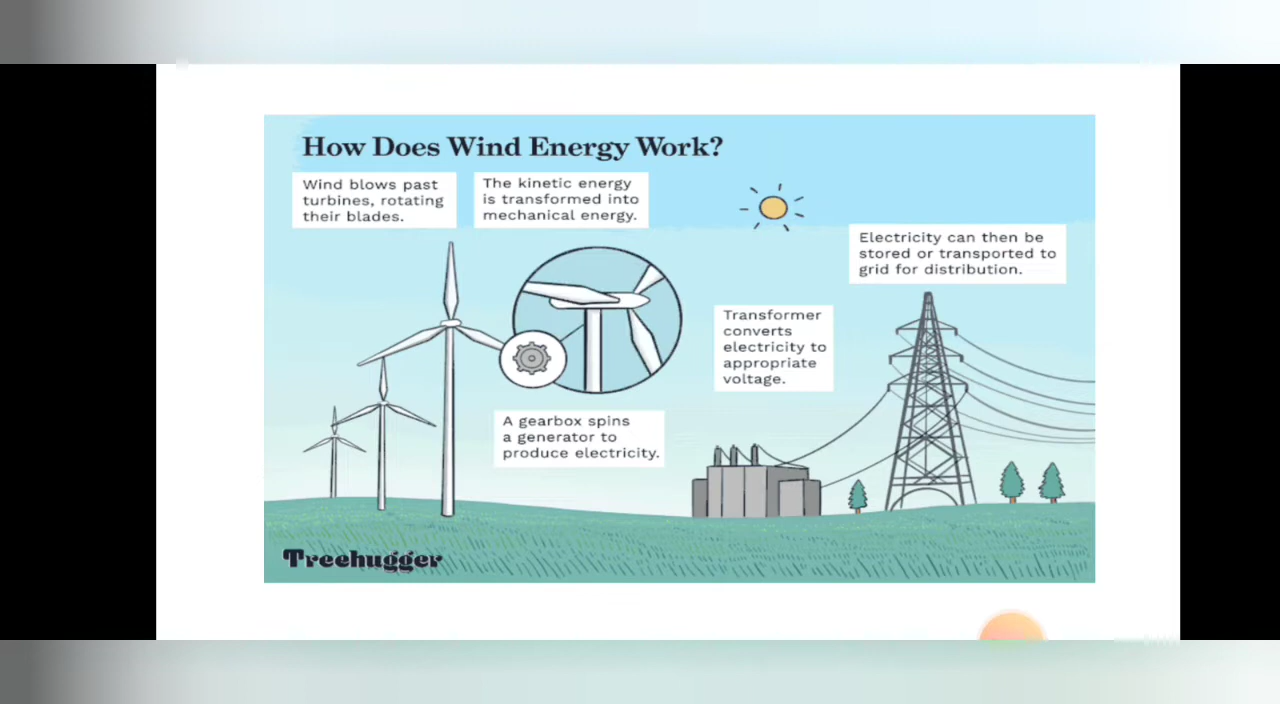 How Does Wind Energy Work?
Wind blows past
turbines, rotating
their blades.
The kinetic energy
is transformed into
mechanical energy.
Electricity can then be
stored or transported to
grid for distribution.
Transformer
converts
electricity to
appropriate
voltage.
A gearbox spins
a generator to
produce electricity.
Treehugger